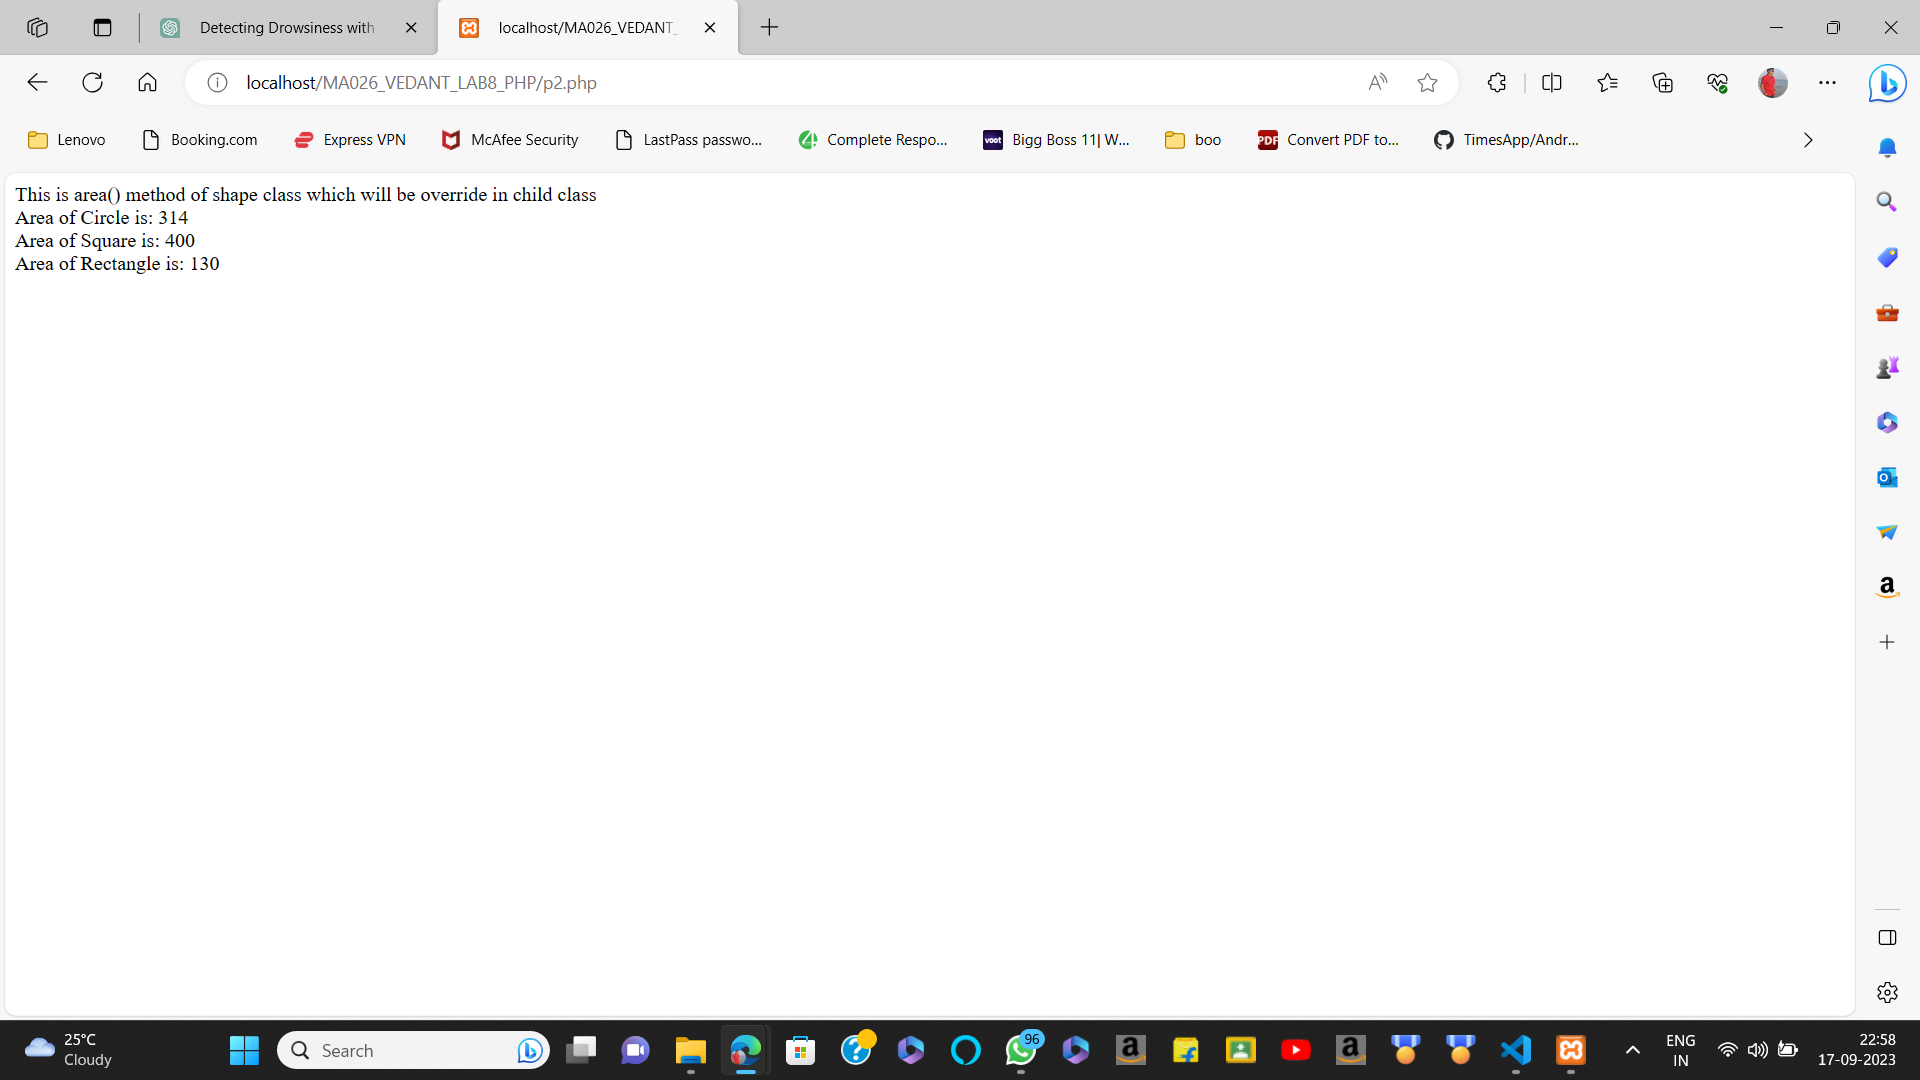 Detecting Drowsiness with
localhost/MA026_VEDANT_
localhost/MA026_VEDANT_LAB8_PHP/p2.php
Lenovo
Booking.com
Express VPN
McAfee Security
LastPass passwo...
Complete Respo...
voot
Bigg Boss 11| W...
boo
PDF
Convert PDF to...
TimesApp/Andr...
This is area() method of shape class which will be override in child class
Area of Circle is: 314
Area of Square is: 400
Area of Rectangle is: 130
25°C
Cloudy
Search
96
ENG
IN
22:58
17-09-2023